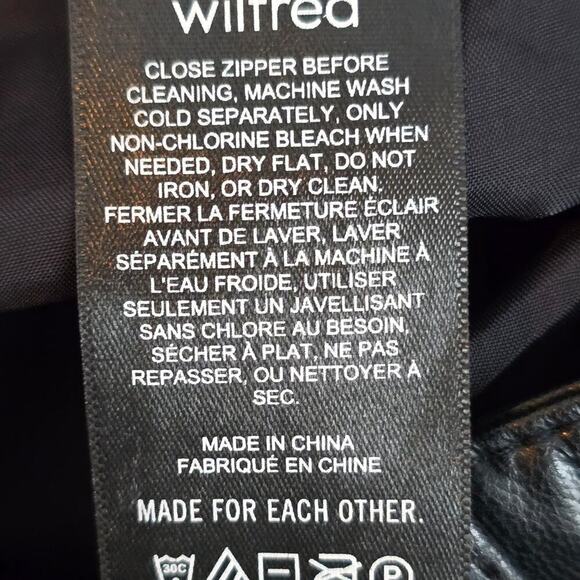 wilfred
CLOSE ZIPPER BEFORE
CLEANING, MACHINE WASH
COLD SEPARATELY, ONLY
NON-CHLORINE BLEACH WHEN
NEEDED, DRY FLAT, DO NOT
IRON, OR DRY CLEAN.
FERMER LA FERMETURE ÉCLAIR
AVANT DE LAVER, LAVER
SÉPARÉMENT À LA MACHINE À
L'EAU FROIDE, UTILISER
SEULEMENT UN JAVELLISANT
SANS CHLORE AU BESOIN,
SÉCHER À PLAT, NE PAS
REPASSER, OU NETTOYER À
SEC.
MADE IN CHINA
FABRIQUÉ EN CHINE
MADE FOR EACH OTHER.
30C P